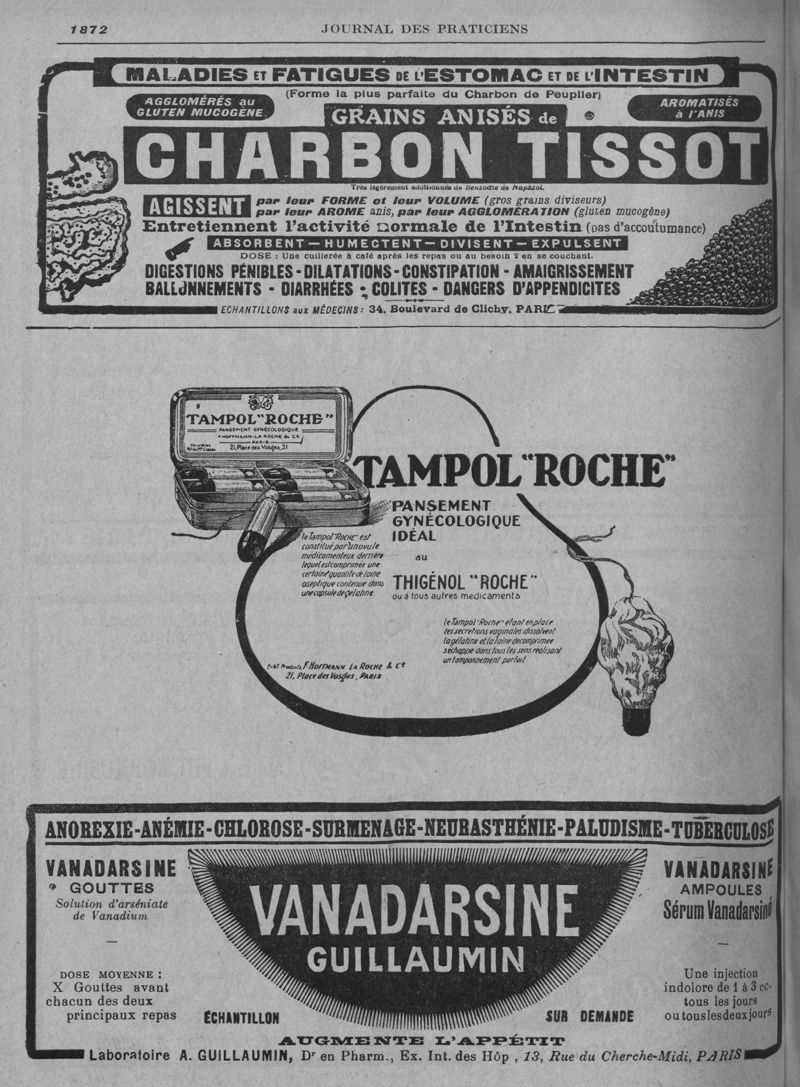 1872
JOURNAL DES PRATICIENS
MALADIES ET FATIGUES DE L'ESTOMAC ET DE L'INTESTIN
(Forme la plus parfaite du Charbon de Peuplier)
AGGLOMÉRÉS au
GLUTEN MUCOGÈNE.
GRAINS ANISÉS de
AROMATISÉS
à l'ANIS
CHARBON TISSOT
Très légèrement additionnés de Benzoate de Naphtol.
AGISSENT
par leur FORME et leur VOLUME (gros grains diviseurs)
par leur AROME anis, par leur AGGLOMÉRATION (gluten mucogène)
Entretiennent l'activité normale de l'Intestin (pas d'accoutumance)
ABSORBENT — HUMECTENT — DIVISENT — EXPULSENT
DOSE : Une cuillerée à café après les repas ou au besoin 2 en se couchant.
DIGESTIONS PÉNIBLES - DILATATIONS - CONSTIPATION - AMAIGRISSEMENT
BALLONNEMENTS - DIARRHÉES - COLITES - DANGERS D'APPENDICITES
ECHANTILLONS aux MÉDECINS : 34, Boulevard de Clichy, PARIS
TAMPOL "ROCHE"
PANSEMENT GYNÉCOLOGIQUE
F. HOFFMANN-LA ROCHE & Cie
PARIS
21, Place des Vosges, 21
TAMPOL "ROCHE"
PANSEMENT
GYNÉCOLOGIQUE
IDÉAL
au
THIGÉNOL "ROCHE"
ou à tous autres medicaments
le Tampol "Roche" est
constitué par un ovule
médicamenteux derrière
lequel est comprimée une
certaine quantité de laine
aseptique contenue dans
une capsule de gélatine
le Tampol "Roche" étant en place
les secrétions vaginales dissolvent
la gélatine et la laine décomprimée
s'échappe dans tous les sens réalisant
un tamponnement parfait
Produits F. HOFFMANN LA ROCHE & Cie
21, Place des Vosges, PARIS
ANOREXIE-ANÉMIE-CHLOROSE-SURMENAGE-NEURASTHÉNIE-PALUDISME-TUBERCULOSE
VANADARSINE
GOUTTES
Solution d'arséniate
de Vanadium
DOSE MOYENNE :
X Gouttes avant
chacun des deux
principaux repas
VANADARSINE
GUILLAUMIN
ÉCHANTILLON
SUR DEMANDE
VANADARSINE
AMPOULES
Sérum Vanadarsiné
Une injection
indolore de 1 à 3 cc.
tous les jours
ou tous les deux jours
AUGMENTE L'APPÉTIT
Laboratoire A. GUILLAUMIN, Dr en Pharm., Ex. Int. des Hôp , 13, Rue du Cherche-Midi, PARIS